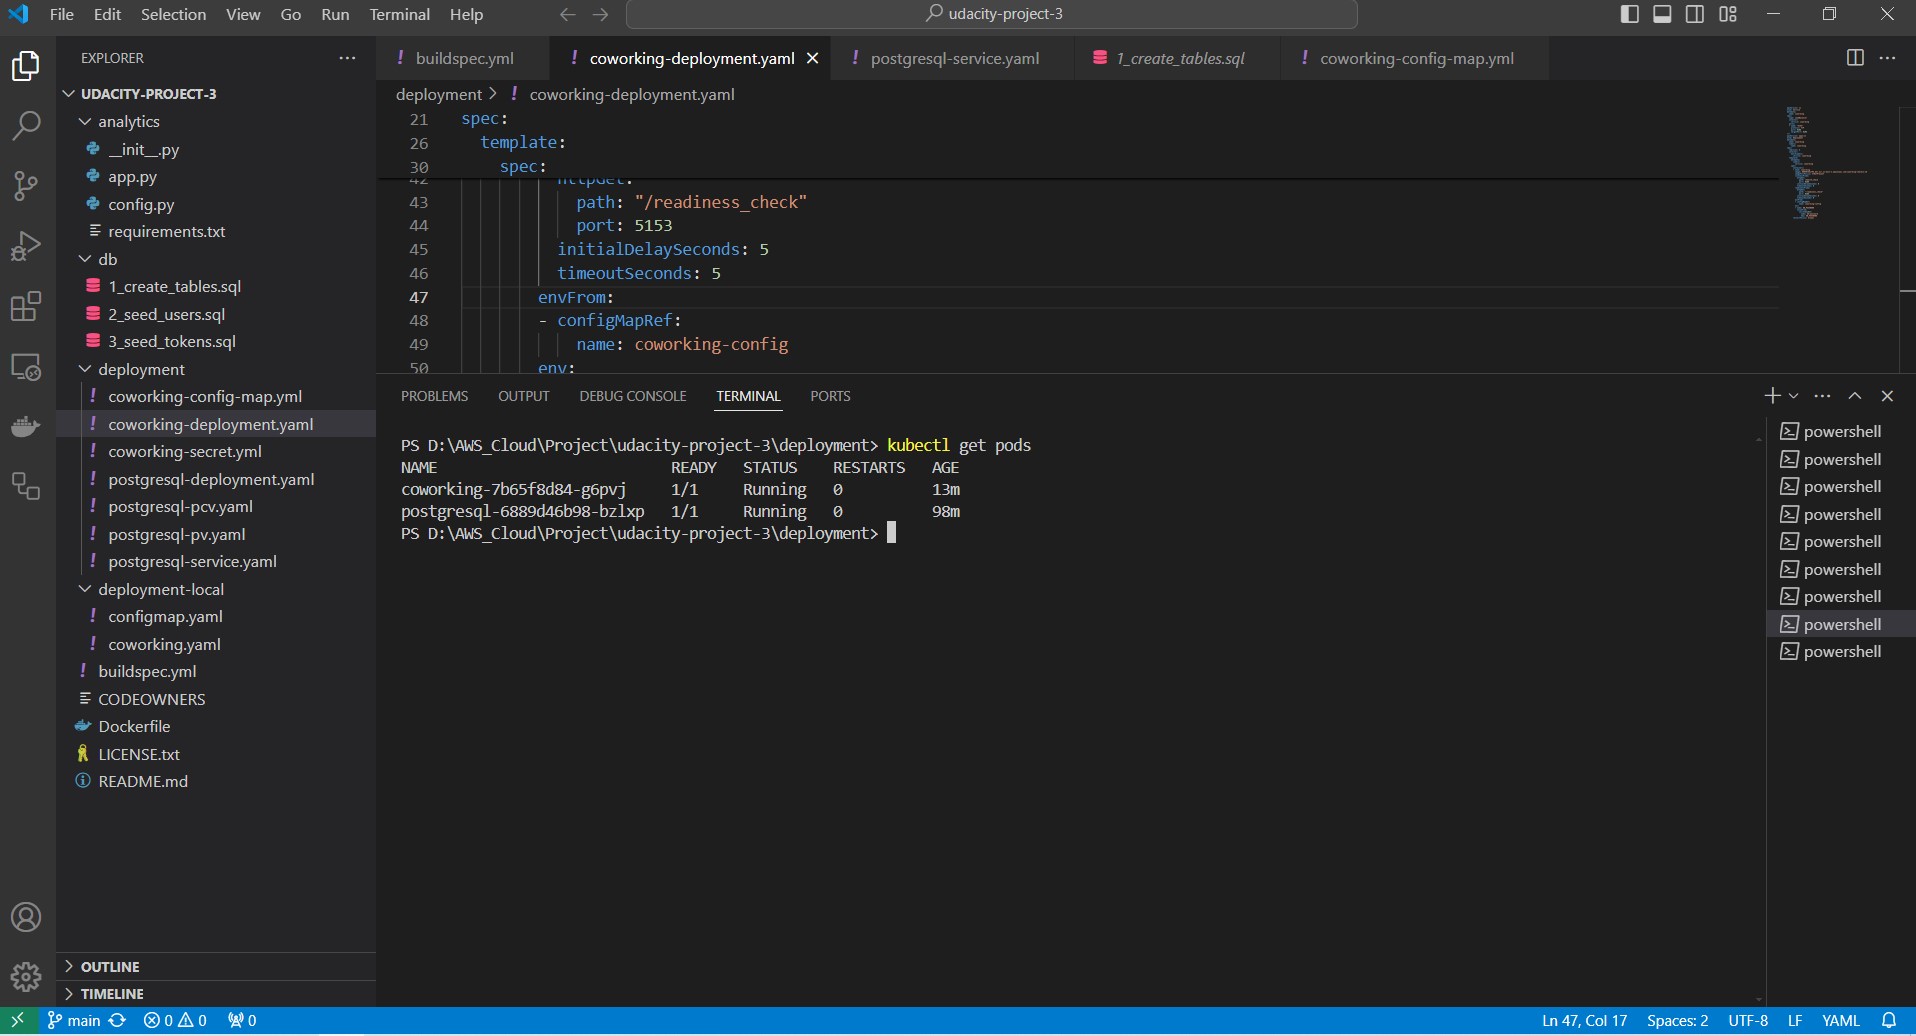 File Edit Selection View Go Run Terminal Help
udacity-project-3
EXPLORER
UDACITY-PROJECT-3
analytics
__init__.py
app.py
config.py
requirements.txt
db
1_create_tables.sql
2_seed_users.sql
3_seed_tokens.sql
deployment
coworking-config-map.yml
coworking-deployment.yaml
coworking-secret.yml
postgresql-deployment.yaml
postgresql-pcv.yaml
postgresql-pv.yaml
postgresql-service.yaml
deployment-local
configmap.yaml
coworking.yaml
buildspec.yml
CODEOWNERS
Dockerfile
LICENSE.txt
README.md
OUTLINE
TIMELINE
buildspec.yml coworking-deployment.yaml postgresql-service.yaml 1_create_tables.sql coworking-config-map.yml
deployment > coworking-deployment.yaml
21 spec:
26 template:
30 spec:
42 httpGet:
43 path: "/readiness_check"
44 port: 5153
45 initialDelaySeconds: 5
46 timeoutSeconds: 5
47 envFrom:
48 - configMapRef:
49 name: coworking-config
50 env:
PROBLEMS OUTPUT DEBUG CONSOLE TERMINAL PORTS
PS D:\AWS_Cloud\Project\udacity-project-3\deployment> kubectl get pods
NAME READY STATUS RESTARTS AGE
coworking-7b65f8d84-g6pvj 1/1 Running 0 13m
postgresql-6889d46b98-bzlxp 1/1 Running 0 98m
PS D:\AWS_Cloud\Project\udacity-project-3\deployment>
powershell
powershell
powershell
powershell
powershell
powershell
powershell
powershell
powershell
main 0 0 0 Ln 47, Col 17 Spaces: 2 UTF-8 LF YAML